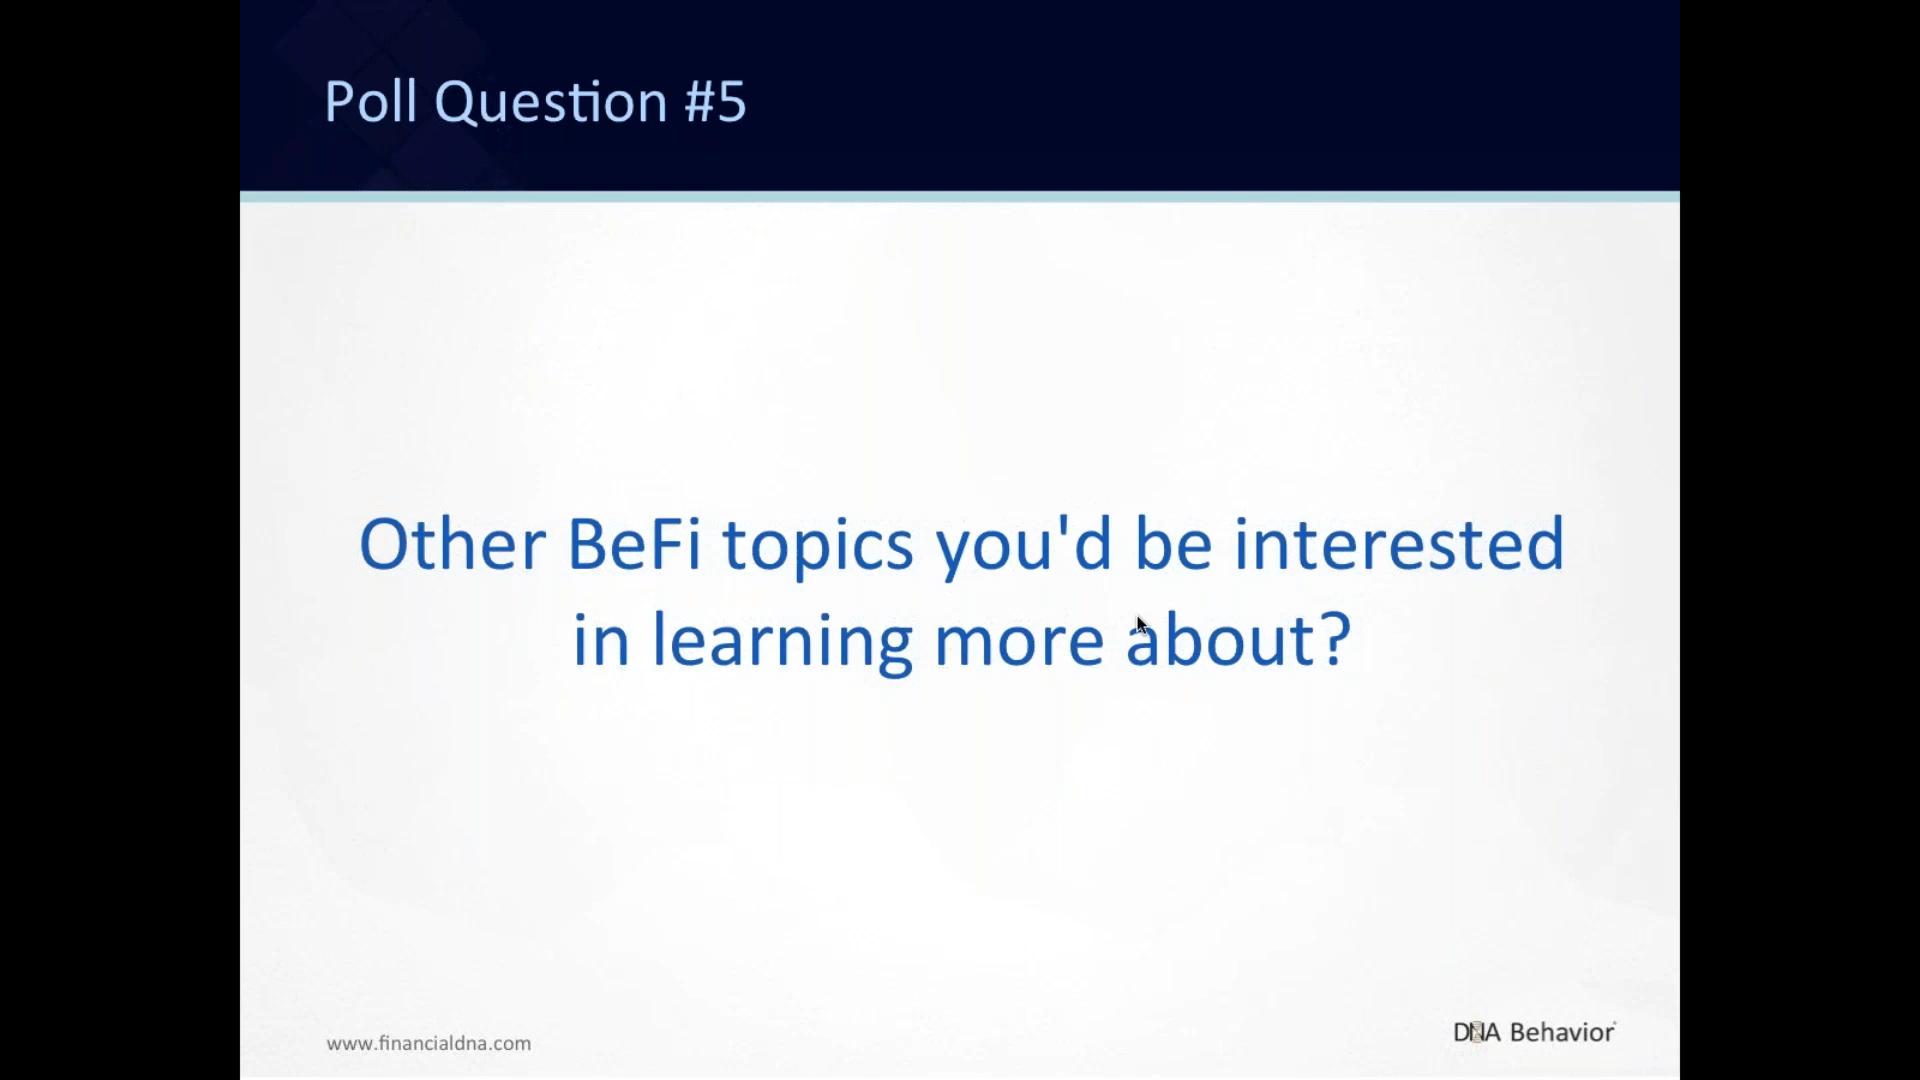 Poll Question #5
Other BeFi topics you'd be interested
in learning more about?
www.financialdna.com
DNA Behavior